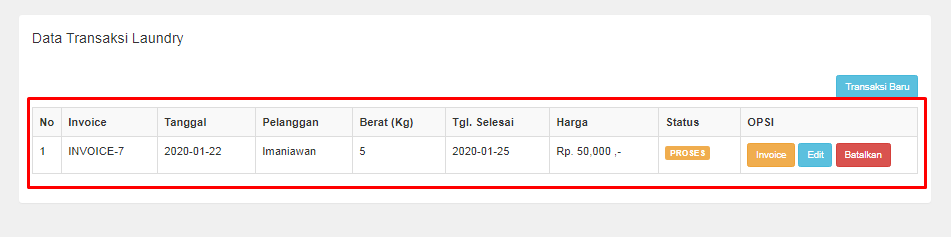 Data Transaksi Laundry
Transaksi Baru
No Invoice Tanggal Pelanggan Berat (Kg) Tgl. Selesai Harga Status OPSI
1 INVOICE-7 2020-01-22 Imaniawan 5 2020-01-25 Rp. 50,000 ,- PROSES Invoice Edit Batalkan